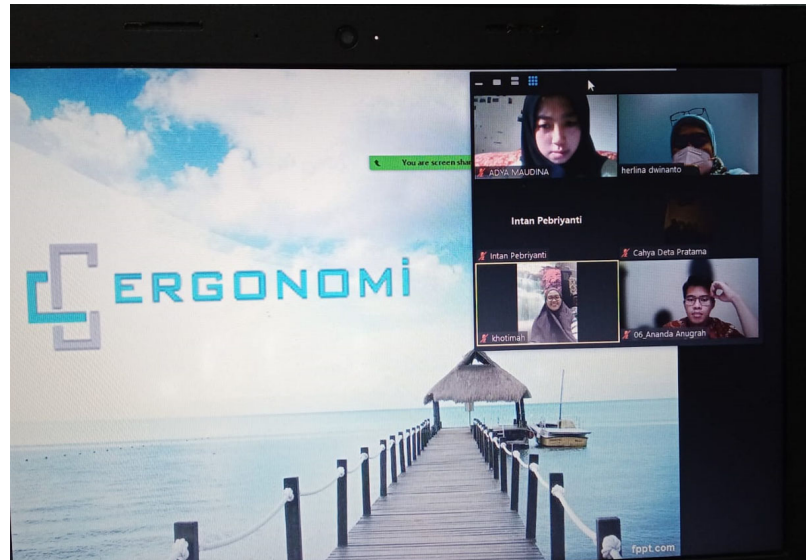 You are screen shar
ERGONOMi
ADYA MAUDINA
herlina dwinanto
Intan Pebriyanti
Intan Pebriyanti
Cahya Deta Pratama
khotimah
06_Ananda Anugrah
fppt.com